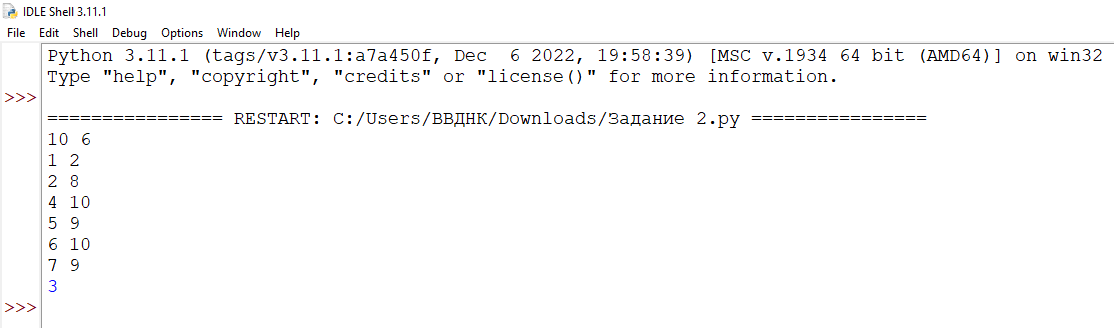 IDLE Shell 3.11.1
File Edit Shell Debug Options Window Help
Python 3.11.1 (tags/v3.11.1:a7a450f, Dec  6 2022, 19:58:39) [MSC v.1934 64 bit (AMD64)] on win32
Type "help", "copyright", "credits" or "license()" for more information.
>>>
================ RESTART: C:/Users/ВВДНК/Downloads/Задание 2.py ================
10 6
1 2
2 8
4 10
5 9
6 10
7 9
3
>>>